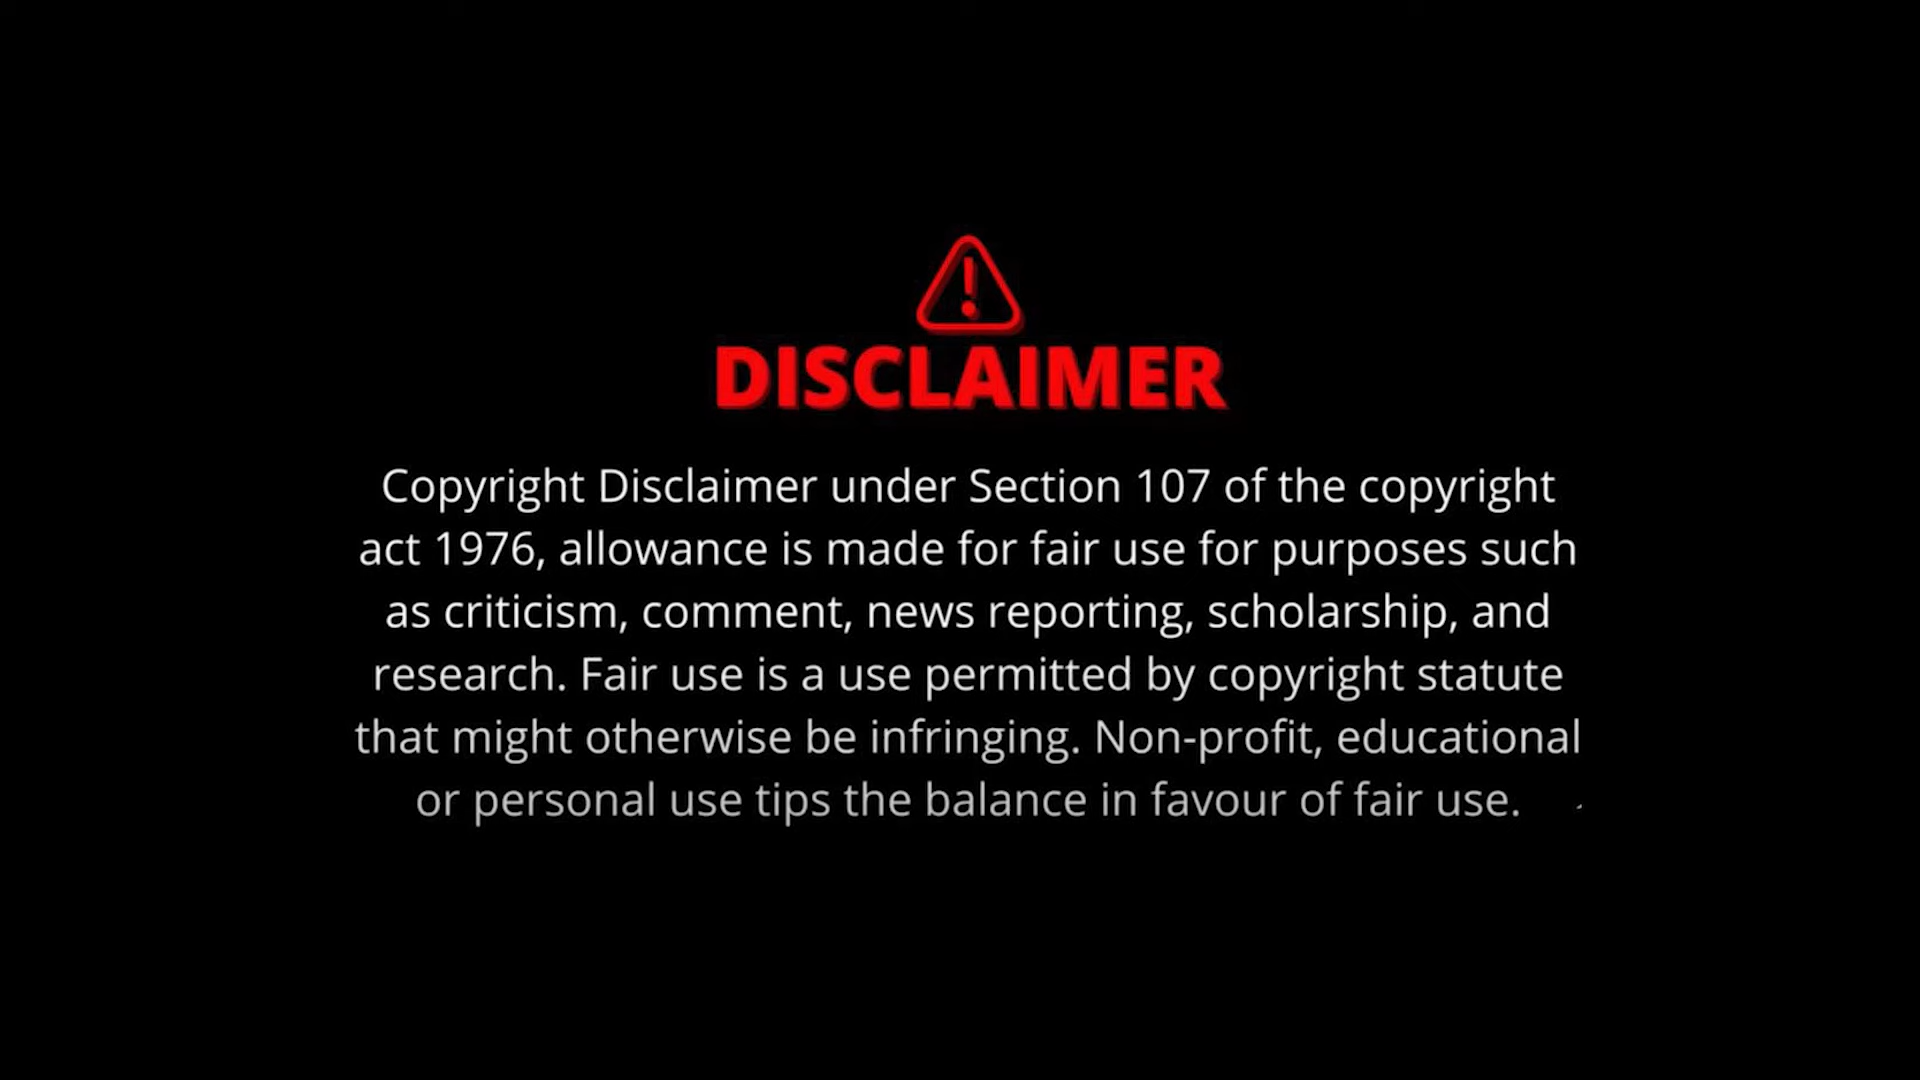 DISCLAIMER
Copyright Disclaimer under Section 107 of the copyright
act 1976, allowance is made for fair use for purposes such
as criticism, comment, news reporting, scholarship, and
research. Fair use is a use permitted by copyright statute
that might otherwise be infringing. Non-profit, educational
or personal use tips the balance in favour of fair use.